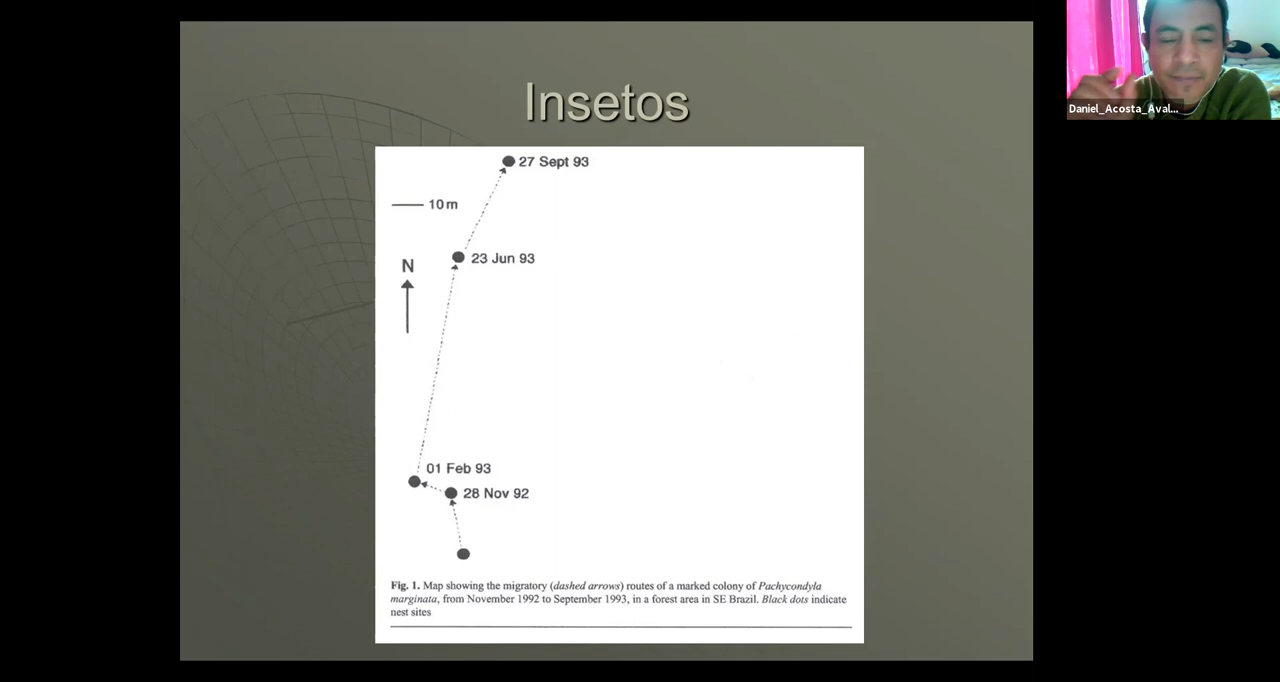 Insetos
27 Sept 93
10 m
23 Jun 93
N
01 Feb 93
28 Nov 92
Fig. 1. Map showing the migratory (dashed arrows) routes of a marked colony of Pachycondyla
marginata, from November 1992 to September 1993, in a forest area in SE Brazil. Black dots indicate
nest sites
Daniel_Acosta_Aval...